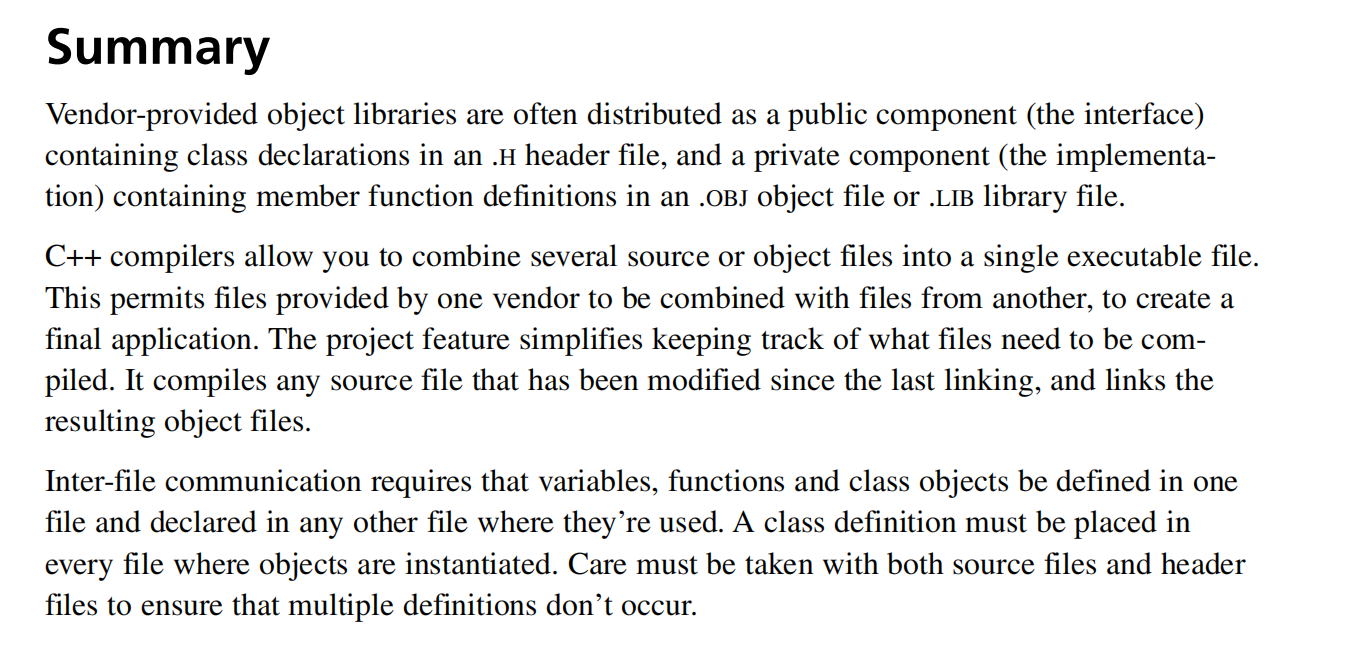 Summary
Vendor-provided object libraries are often distributed as a public component (the interface)
containing class declarations in an .H header file, and a private component (the implementa-
tion) containing member function definitions in an .OBJ object file or .LIB library file.
C++ compilers allow you to combine several source or object files into a single executable file.
This permits files provided by one vendor to be combined with files from another, to create a
final application. The project feature simplifies keeping track of what files need to be com-
piled. It compiles any source file that has been modified since the last linking, and links the
resulting object files.
Inter-file communication requires that variables, functions and class objects be defined in one
file and declared in any other file where they’re used. A class definition must be placed in
every file where objects are instantiated. Care must be taken with both source files and header
files to ensure that multiple definitions don’t occur.